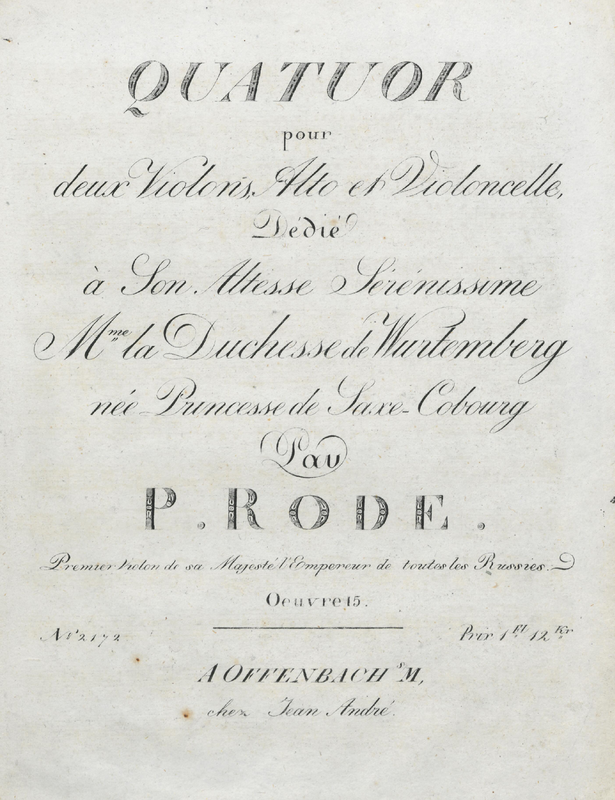 QUATUOR
pour
deux Violons, Alto et Violoncelle,
Dédié
à Son Altesse Sérénissime
Mme la Duchesse de Wurtemberg
née Princesse de Saxe-Cobourg
Par
P. RODE.
Premier Violon de sa Majesté l'Empereur de toutes les Russies.
Oeuvre 15.
No 2172 Prix 1 Fl 12 Kr
A OFFENBACH s/M,
chez Jean André.